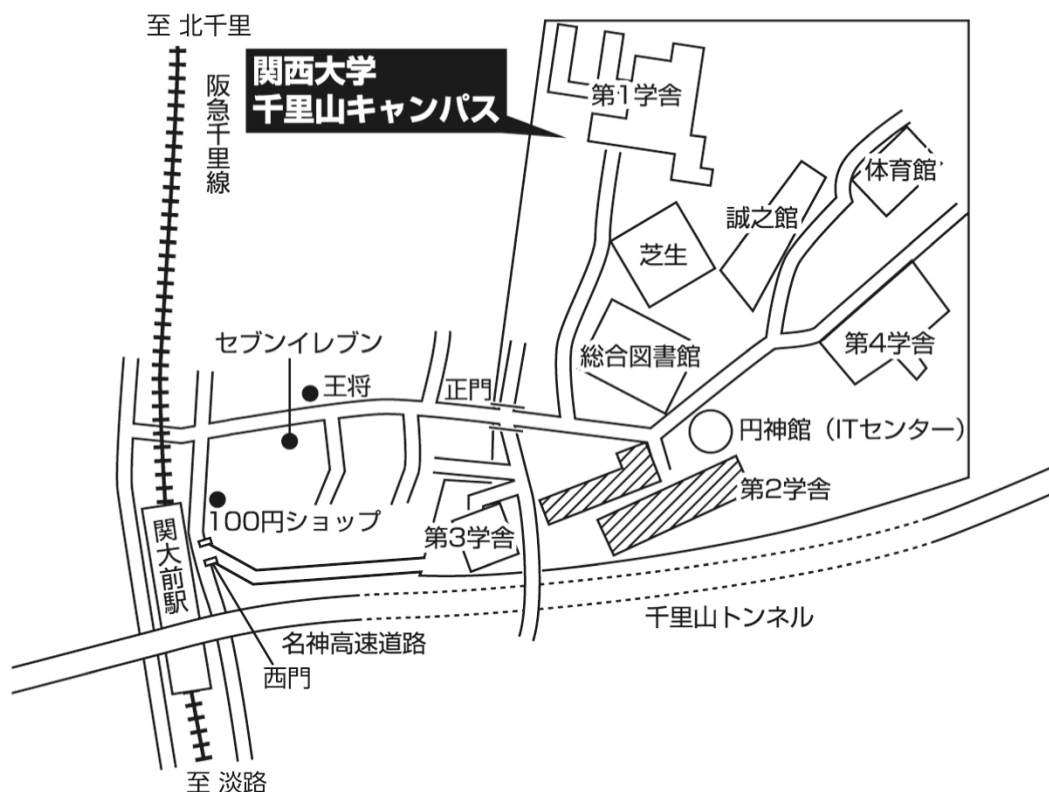 至 北千里
阪急千里線
関西大学
千里山キャンパス
第1学舎
体育館
誠之館
芝生
総合図書館
第4学舎
セブンイレブン
王将
正門
円神館（ITセンター）
第2学舎
100円ショップ
第3学舎
関大前駅
千里山トンネル
名神高速道路
西門
至 淡路